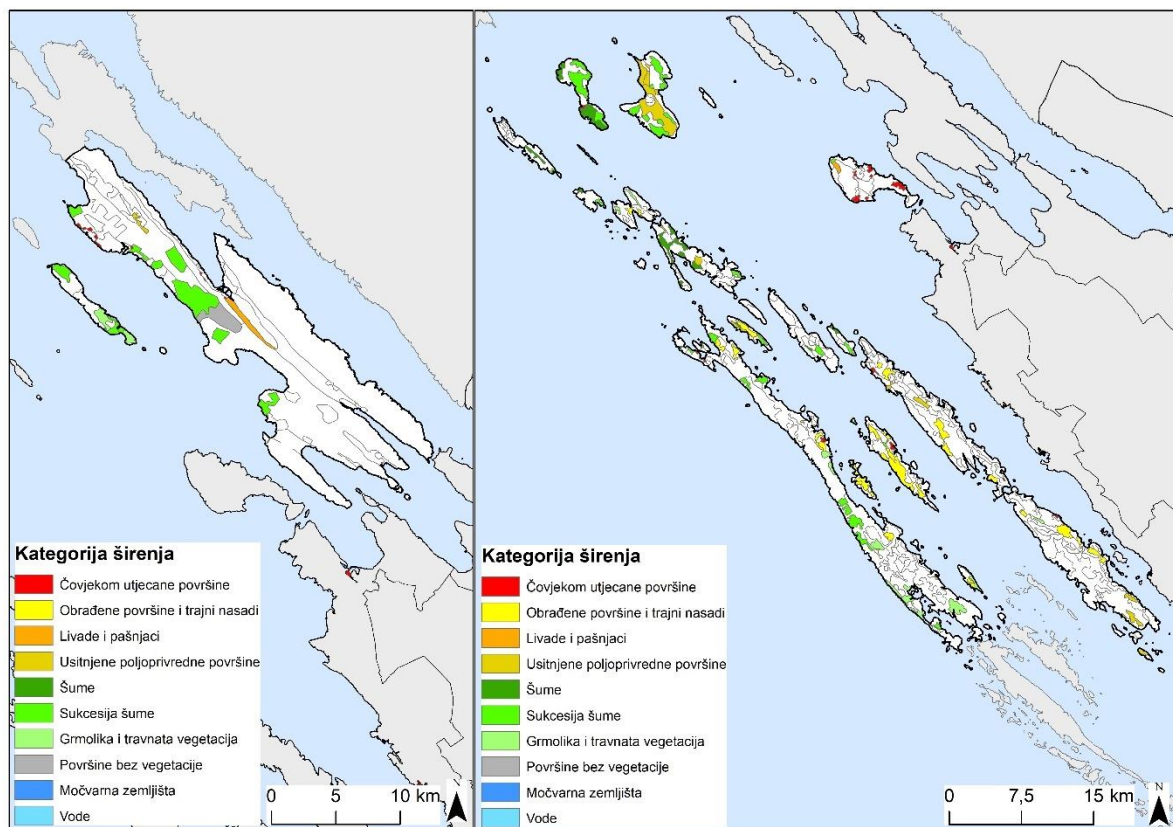 Kategorija širenja
Čovjekom utjecane površine
Obrađene površine i trajni nasadi
Livade i pašnjaci
Usitnjene poljoprivredne površine
Šume
Sukcesija šume
Grmolika i travnata vegetacija
Površine bez vegetacije
Močvarna zemljišta
Vode
0 5 10 km
N
Kategorija širenja
Čovjekom utjecane površine
Obrađene površine i trajni nasadi
Livade i pašnjaci
Usitnjene poljoprivredne površine
Šume
Sukcesija šume
Grmolika i travnata vegetacija
Površine bez vegetacije
Močvarna zemljišta
Vode
0 7,5 15 km
N